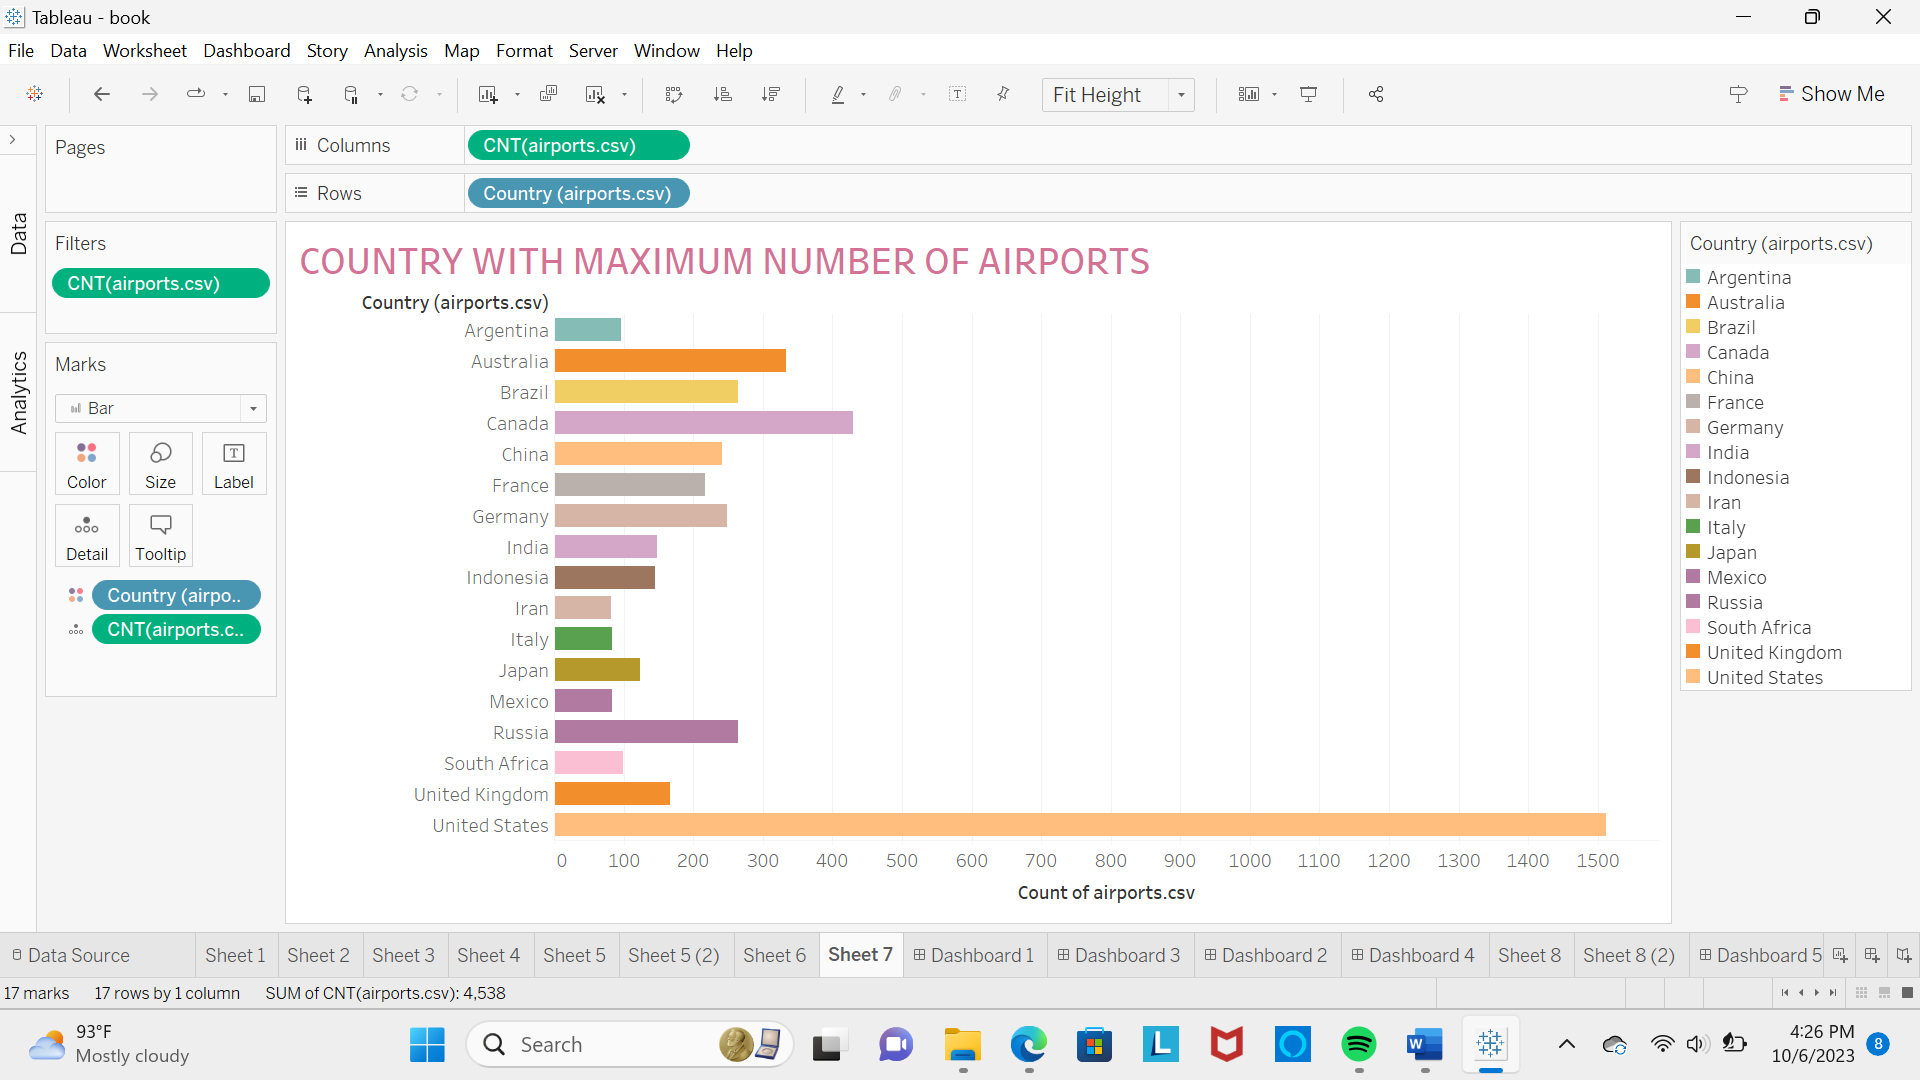 Tableau - book
File Data Worksheet Dashboard Story Analysis Map Format Server Window Help
Fit Height
Show Me
Pages
Columns CNT(airports.csv)
Rows Country (airports.csv)
Data
Analytics
Filters
CNT(airports.csv)
Marks
Bar
Color Size Label
Detail Tooltip
Country (airpo..
CNT(airports.c..
COUNTRY WITH MAXIMUM NUMBER OF AIRPORTS
Country (airports.csv)
Argentina
Australia
Brazil
Canada
China
France
Germany
India
Indonesia
Iran
Italy
Japan
Mexico
Russia
South Africa
United Kingdom
United States
0 100 200 300 400 500 600 700 800 900 1000 1100 1200 1300 1400 1500
Count of airports.csv
Country (airports.csv)
Argentina
Australia
Brazil
Canada
China
France
Germany
India
Indonesia
Iran
Italy
Japan
Mexico
Russia
South Africa
United Kingdom
United States
Data Source Sheet 1 Sheet 2 Sheet 3 Sheet 4 Sheet 5 Sheet 5 (2) Sheet 6 Sheet 7 Dashboard 1 Dashboard 3 Dashboard 2 Dashboard 4 Sheet 8 Sheet 8 (2) Dashboard 5
17 marks 17 rows by 1 column SUM of CNT(airports.csv): 4,538
93°F
Mostly cloudy
Search
L
W
4:26 PM
10/6/2023
8